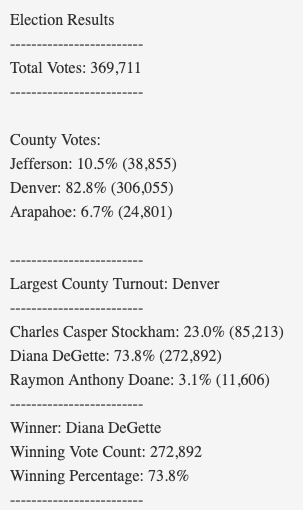 Election Results
-------------------------
Total Votes: 369,711
-------------------------
County Votes:
Jefferson: 10.5% (38,855)
Denver: 82.8% (306,055)
Arapahoe: 6.7% (24,801)
-------------------------
Largest County Turnout: Denver
-------------------------
Charles Casper Stockham: 23.0% (85,213)
Diana DeGette: 73.8% (272,892)
Raymon Anthony Doane: 3.1% (11,606)
-------------------------
Winner: Diana DeGette
Winning Vote Count: 272,892
Winning Percentage: 73.8%
-------------------------